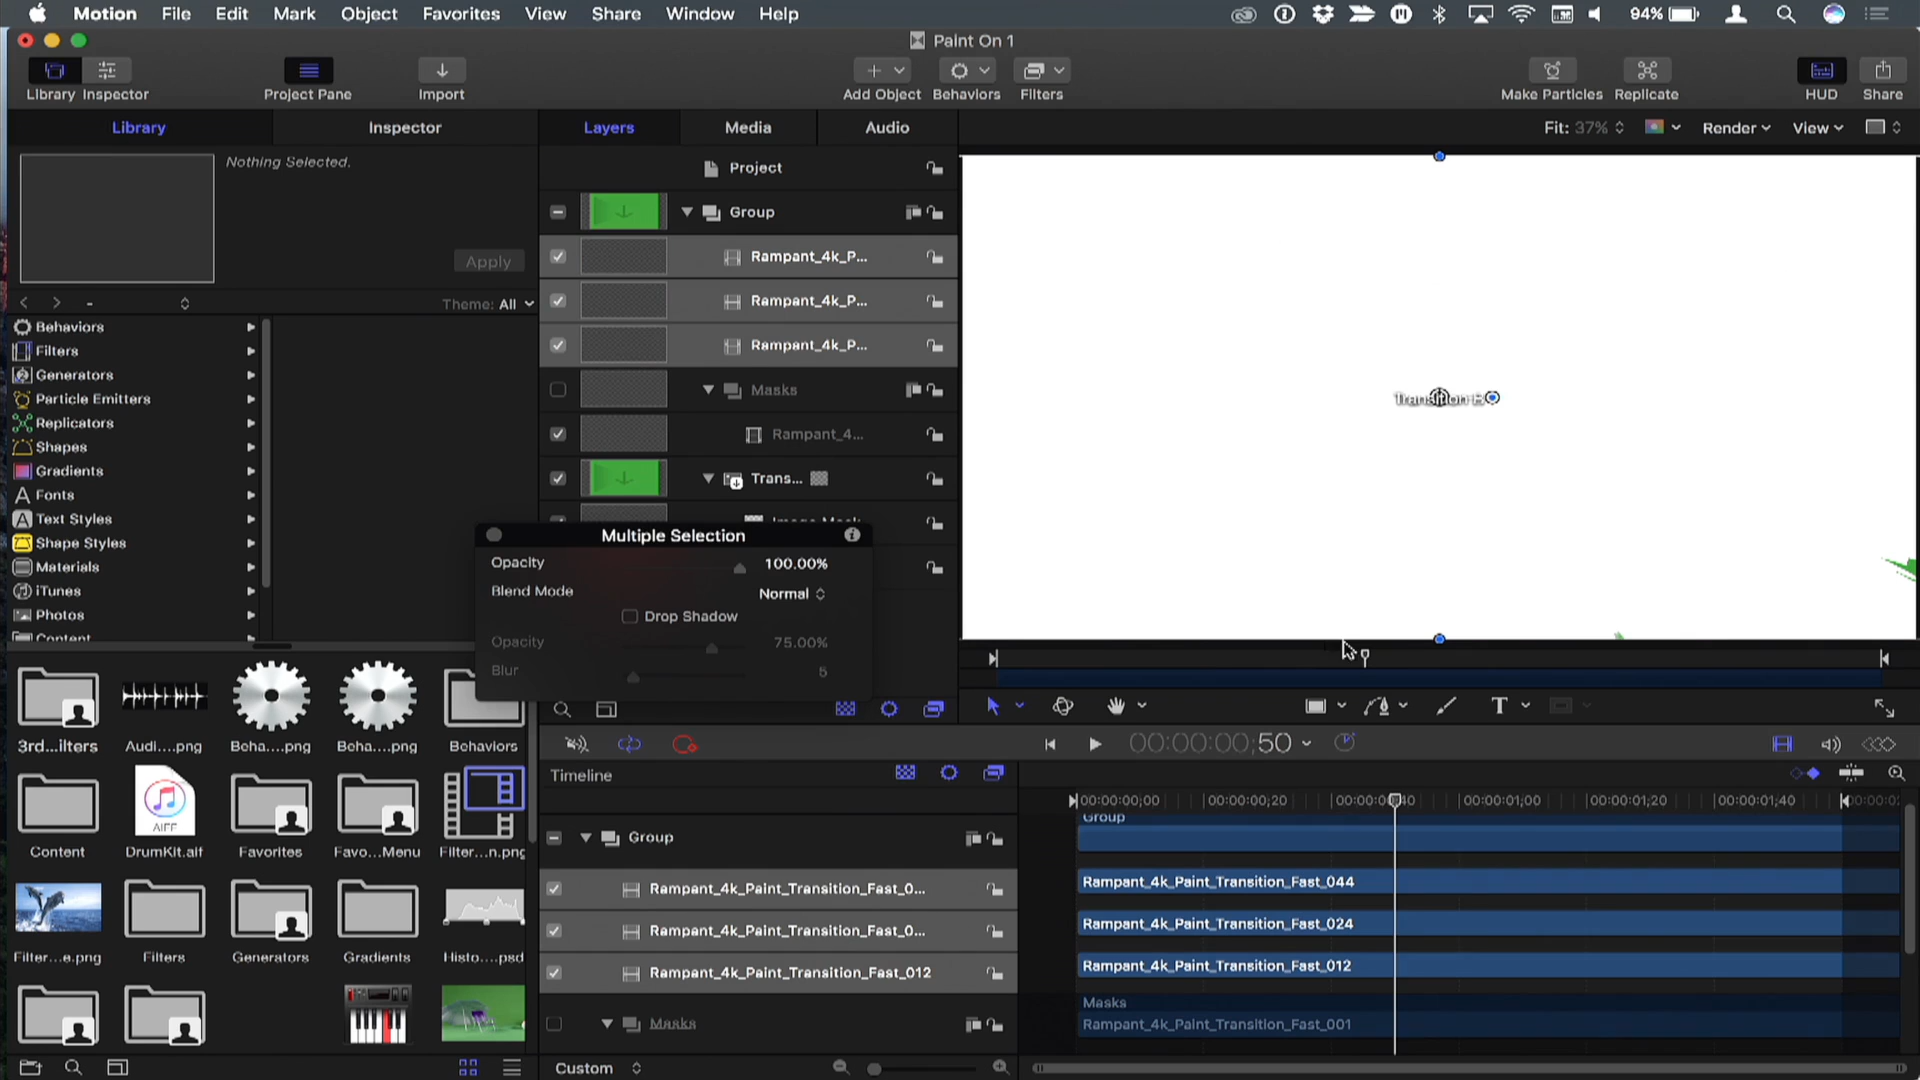 Motion File Edit Mark Object Favorites View Share Window Help 94%
Paint On 1
Library Inspector Project Pane Import Add Object Behaviors Filters Make Particles Replicate HUD Share
Library Inspector Layers Media Audio Fit: 37% Render View
Nothing Selected.
Project
Group
Apply
Rampant_4k_P...
Theme: All
Rampant_4k_P...
Rampant_4k_P...
Masks
Rampant_4...
Trans...
Image Mask
Behaviors
Filters
Generators
Particle Emitters
Replicators
Shapes
Gradients
Fonts
Text Styles
Shape Styles
Materials
iTunes
Photos
Content
Multiple Selection
Opacity 100.00%
Blend Mode Normal
Drop Shadow
Opacity 75.00%
Blur 5
3rd...ilters Audi....png Beha....png Beha....png Behaviors
AIFF
Content DrumKit.aif Favorites Favo...Menu Filter...n.png
Filter...e.png Filters Generators Gradients Histo....psd
T
00:00:00;50
Timeline
00:00:00;00 00:00:00;20 00:00:01;00 00:00:01;20 00:00:01;40
Group
Group
Rampant_4k_Paint_Transition_Fast_0... Rampant_4k_Paint_Transition_Fast_044
Rampant_4k_Paint_Transition_Fast_0... Rampant_4k_Paint_Transition_Fast_024
Rampant_4k_Paint_Transition_Fast_012 Rampant_4k_Paint_Transition_Fast_012
Masks
Masks
Rampant_4k_Paint_Transition_Fast_001
Custom